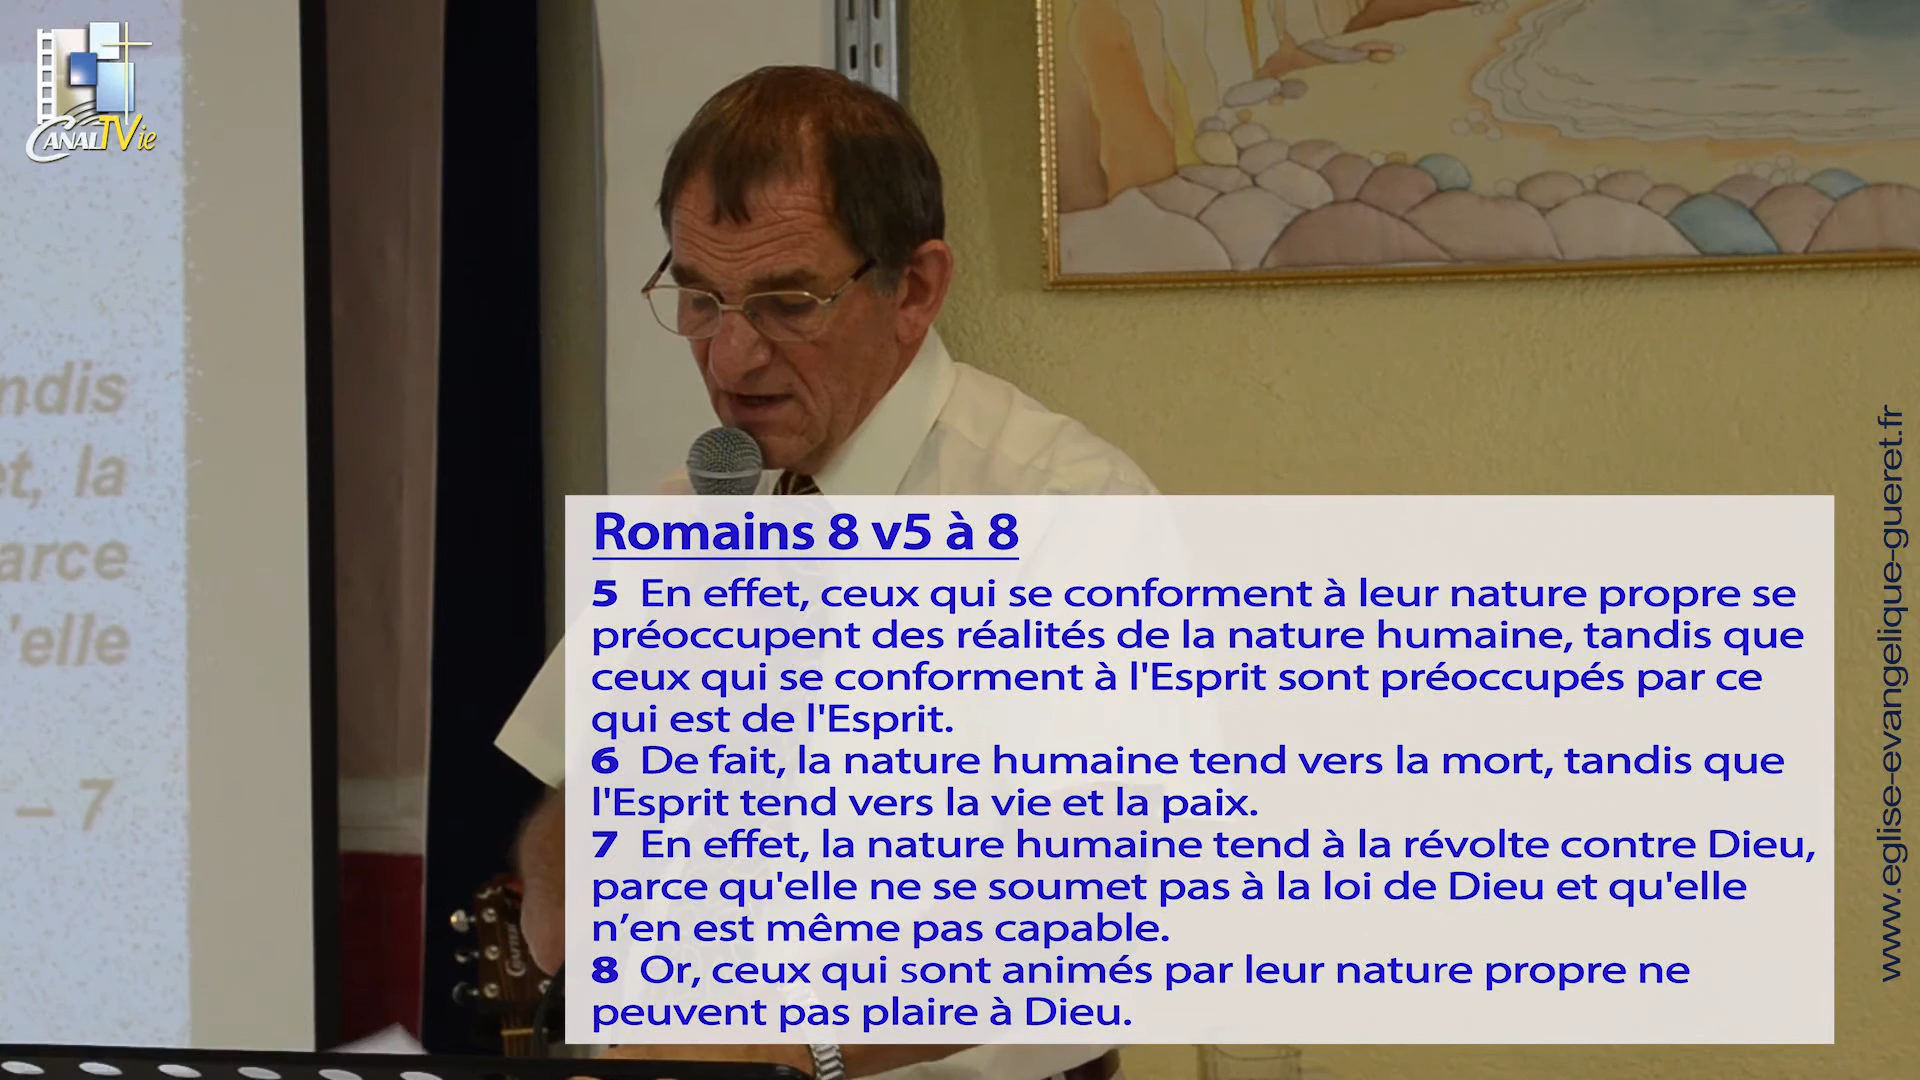 CANAL TVie
ndis
et, la
arce
'elle
– 7
Romains 8 v5 à 8
5 En effet, ceux qui se conforment à leur nature propre se
préoccupent des réalités de la nature humaine, tandis que
ceux qui se conforment à l'Esprit sont préoccupés par ce
qui est de l'Esprit.
6 De fait, la nature humaine tend vers la mort, tandis que
l'Esprit tend vers la vie et la paix.
7 En effet, la nature humaine tend à la révolte contre Dieu,
parce qu'elle ne se soumet pas à la loi de Dieu et qu'elle
n’en est même pas capable.
8 Or, ceux qui sont animés par leur nature propre ne
peuvent pas plaire à Dieu.
www.eglise-evangelique-gueret.fr
CRAFTER